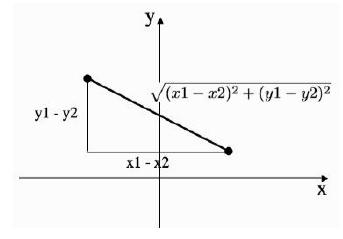 y
√(x1 − x2)² + (y1 − y2)²
y1 - y2
x1 - x2
x